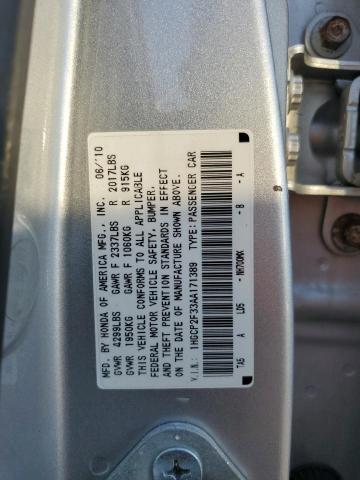 MFD. BY HONDA OF AMERICA MFG., INC. 06/'10
GVWR 4299LBS GAWR F 2337LBS R 2017LBS
GVWR 1950KG GAWR F 1060KG R 915KG
THIS VEHICLE CONFORMS TO ALL APPLICABLE
FEDERAL MOTOR VEHICLE SAFETY, BUMPER,
AND THEFT PREVENTION STANDARDS IN EFFECT
ON THE DATE OF MANUFACTURE SHOWN ABOVE.
V.I.N.: 1HGCP2F33AA171389 TYPE: PASSENGER CAR
TA5 A L05 - NH700MX - B - A